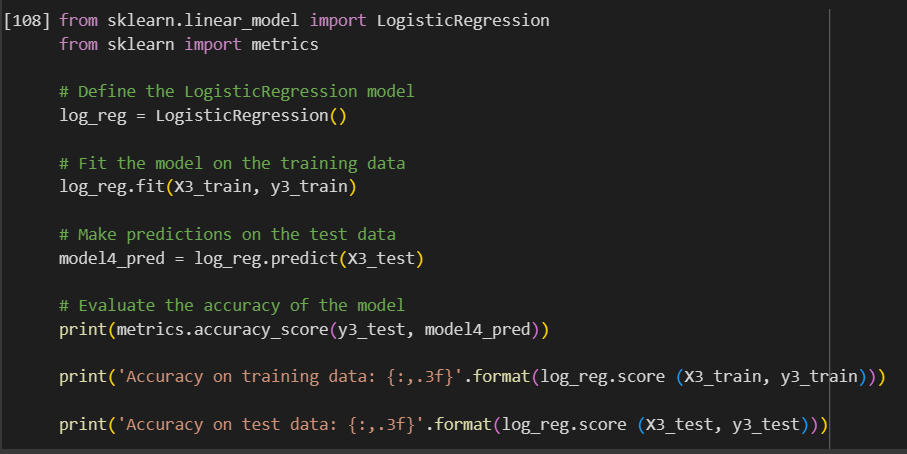 [108] from sklearn.linear_model import LogisticRegression
from sklearn import metrics
# Define the LogisticRegression model
log_reg = LogisticRegression()
# Fit the model on the training data
log_reg.fit(X3_train, y3_train)
# Make predictions on the test data
model4_pred = log_reg.predict(X3_test)
# Evaluate the accuracy of the model
print(metrics.accuracy_score(y3_test, model4_pred))
print('Accuracy on training data: {:,.3f}'.format(log_reg.score (X3_train, y3_train)))
print('Accuracy on test data: {:,.3f}'.format(log_reg.score (X3_test, y3_test)))